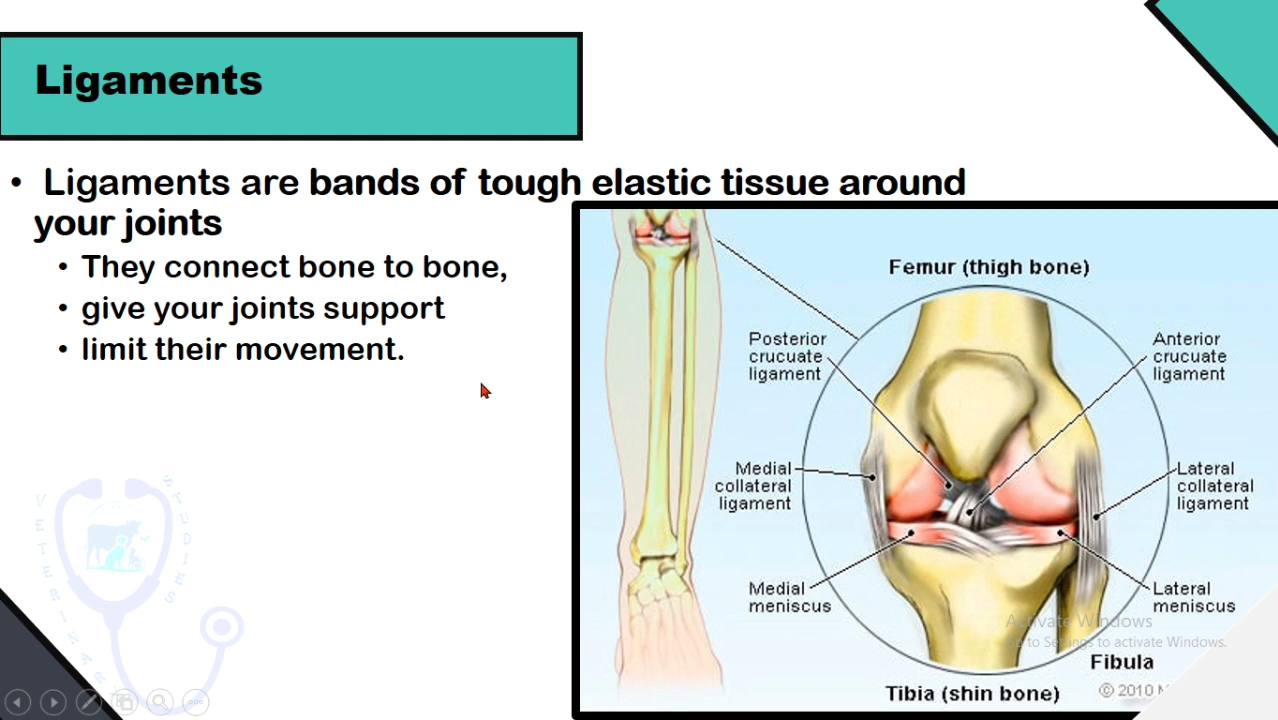 Ligaments
• Ligaments are bands of tough elastic tissue around
your joints
• They connect bone to bone,
• give your joints support
• limit their movement.
Femur (thigh bone)
Posterior
crucuate
ligament
Anterior
crucuate
ligament
Medial
collateral
ligament
Lateral
collateral
ligament
Medial
meniscus
Lateral
meniscus
Activate Windows
Go to Settings to activate Windows.
Fibula
Tibia (shin bone)
© 2010
VETERINARY
STUDIES